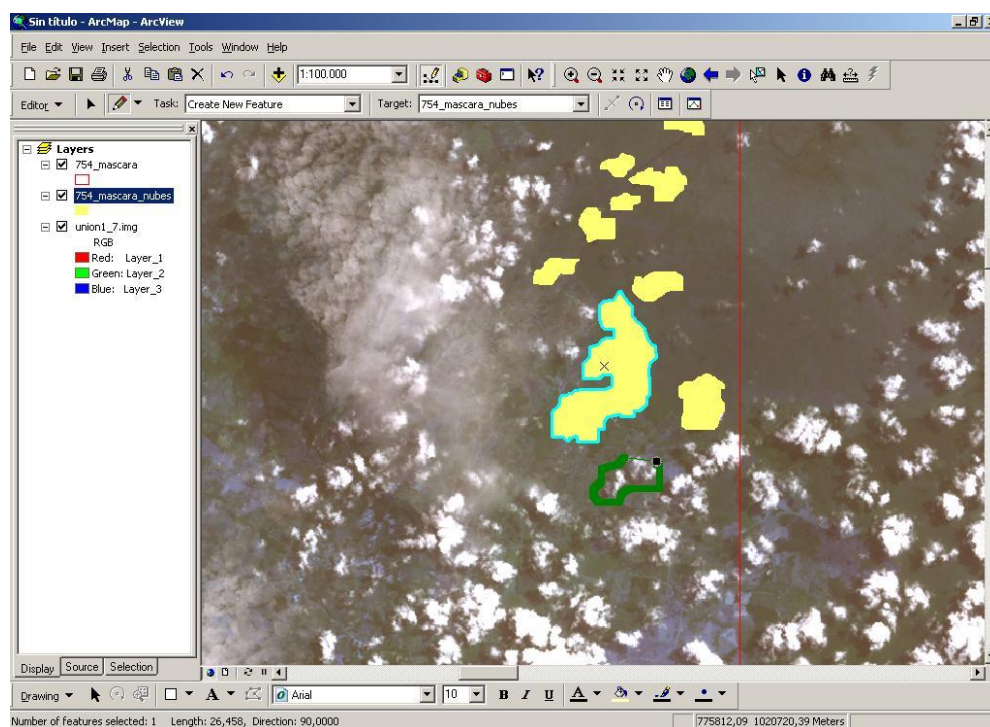 Sin título - ArcMap - ArcView
File Edit View Insert Selection Tools Window Help
1:100.000
Editor Task: Create New Feature Target: 754_mascara_nubes
Layers
754_mascara
754_mascara_nubes
union1_7.img
RGB
Red: Layer_1
Green: Layer_2
Blue: Layer_3
Display Source Selection
Drawing A Arial 10 B I U A
Number of features selected: 1 Length: 26,458, Direction: 90,0000 775812,09 1020720,39 Meters